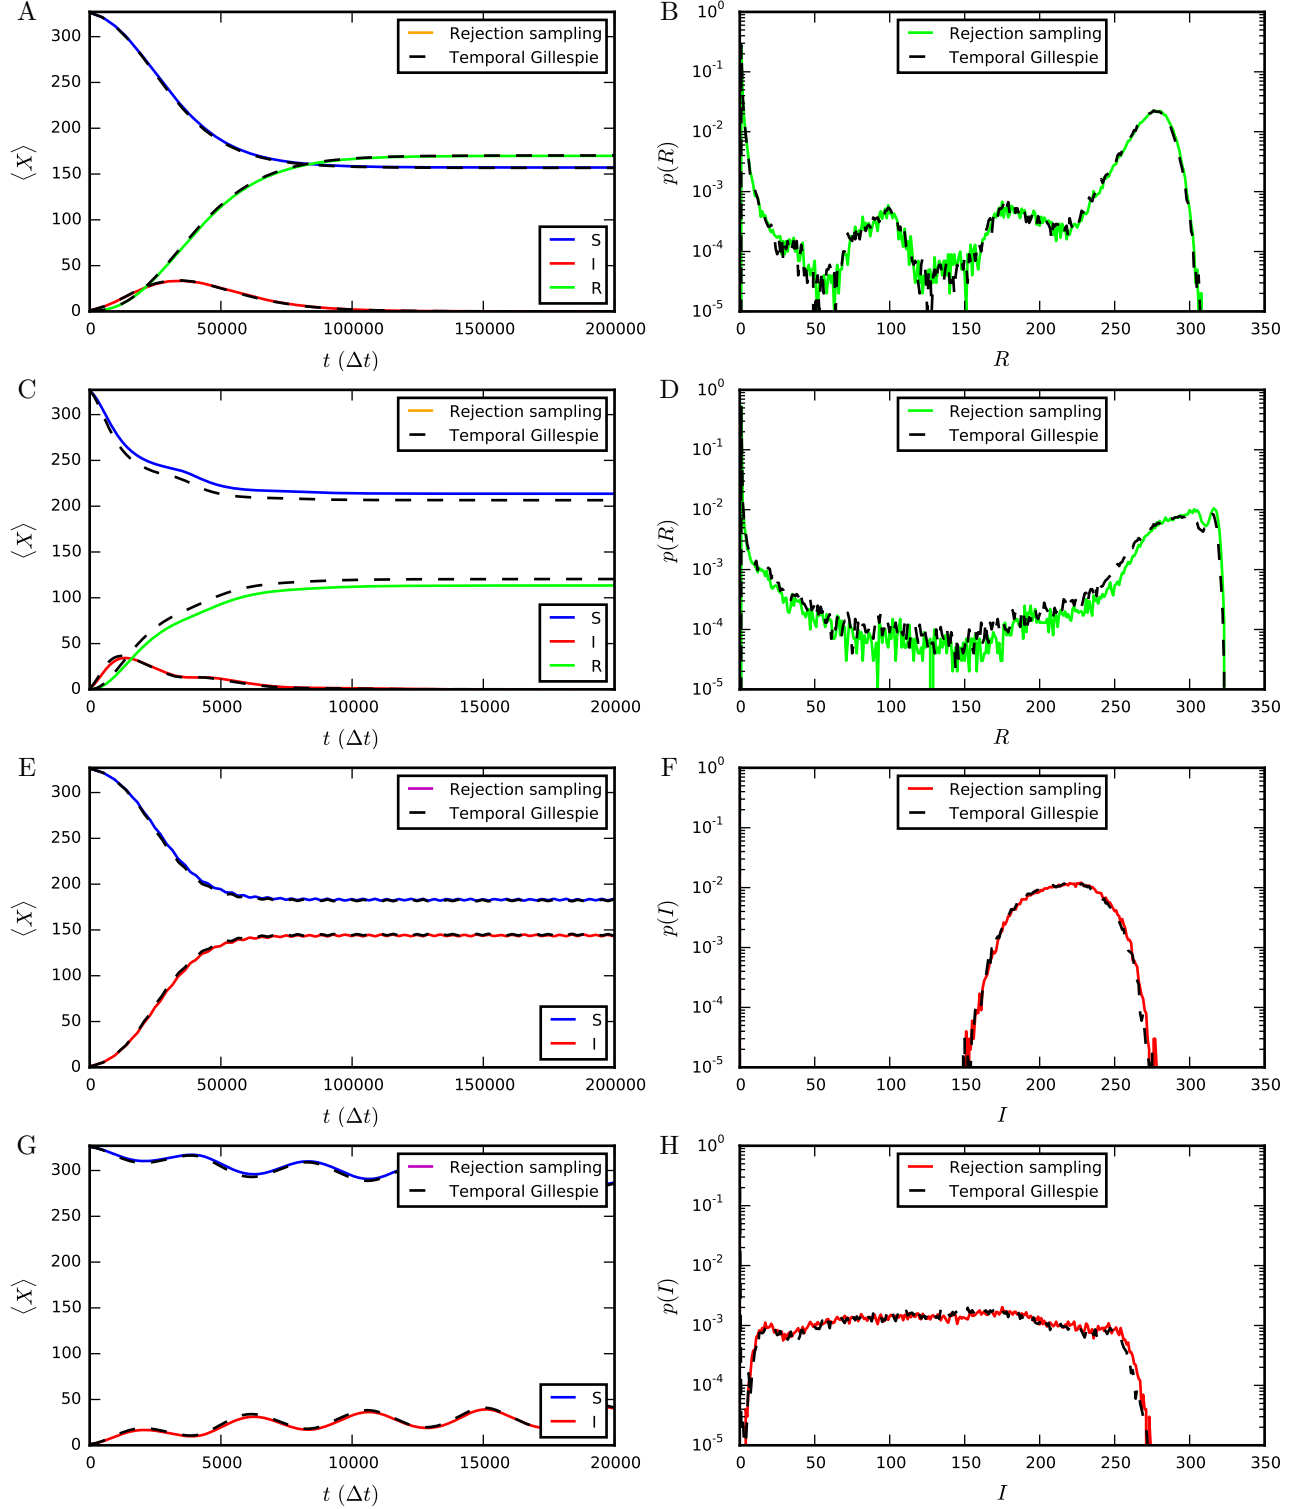 A
Rejection sampling
Temporal Gillespie
300
250
200
150
100
50
0
⟨X⟩
S
I
R
0 50000 100000 150000 200000
t (Δt)
B
Rejection sampling
Temporal Gillespie
10^0
10^-1
10^-2
10^-3
10^-4
10^-5
p(R)
0 50 100 150 200 250 300 350
R
C
Rejection sampling
Temporal Gillespie
300
250
200
150
100
50
0
⟨X⟩
S
I
R
0 5000 10000 15000 20000
t (Δt)
D
Rejection sampling
Temporal Gillespie
10^0
10^-1
10^-2
10^-3
10^-4
10^-5
p(R)
0 50 100 150 200 250 300 350
R
E
Rejection sampling
Temporal Gillespie
300
250
200
150
100
50
0
⟨X⟩
S
I
0 50000 100000 150000 200000
t (Δt)
F
Rejection sampling
Temporal Gillespie
10^0
10^-1
10^-2
10^-3
10^-4
10^-5
p(I)
0 50 100 150 200 250 300 350
I
G
Rejection sampling
Temporal Gillespie
300
250
200
150
100
50
0
⟨X⟩
S
I
0 5000 10000 15000 20000
t (Δt)
H
Rejection sampling
Temporal Gillespie
10^0
10^-1
10^-2
10^-3
10^-4
10^-5
p(I)
0 50 100 150 200 250 300 350
I